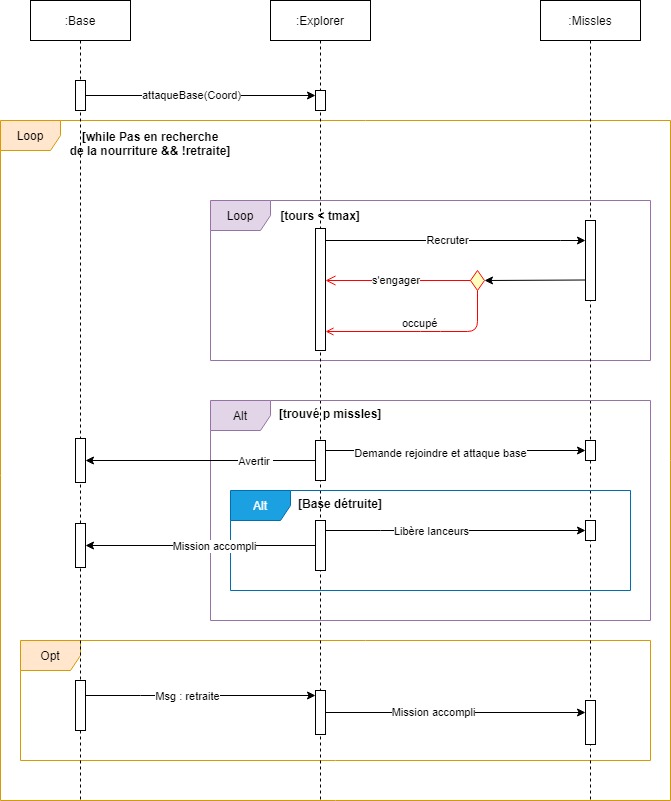 :Base
:Explorer
:Missles
attaqueBase(Coord)
Loop
[while Pas en recherche
de la nourriture && !retraite]
Loop
[tours < tmax]
Recruter
s'engager
occupé
Alt
[trouvé p missles]
Demande rejoindre et attaque base
Avertir
Alt
[Base détruite]
Libère lanceurs
Mission accompli
Opt
Msg : retraite
Mission accompli